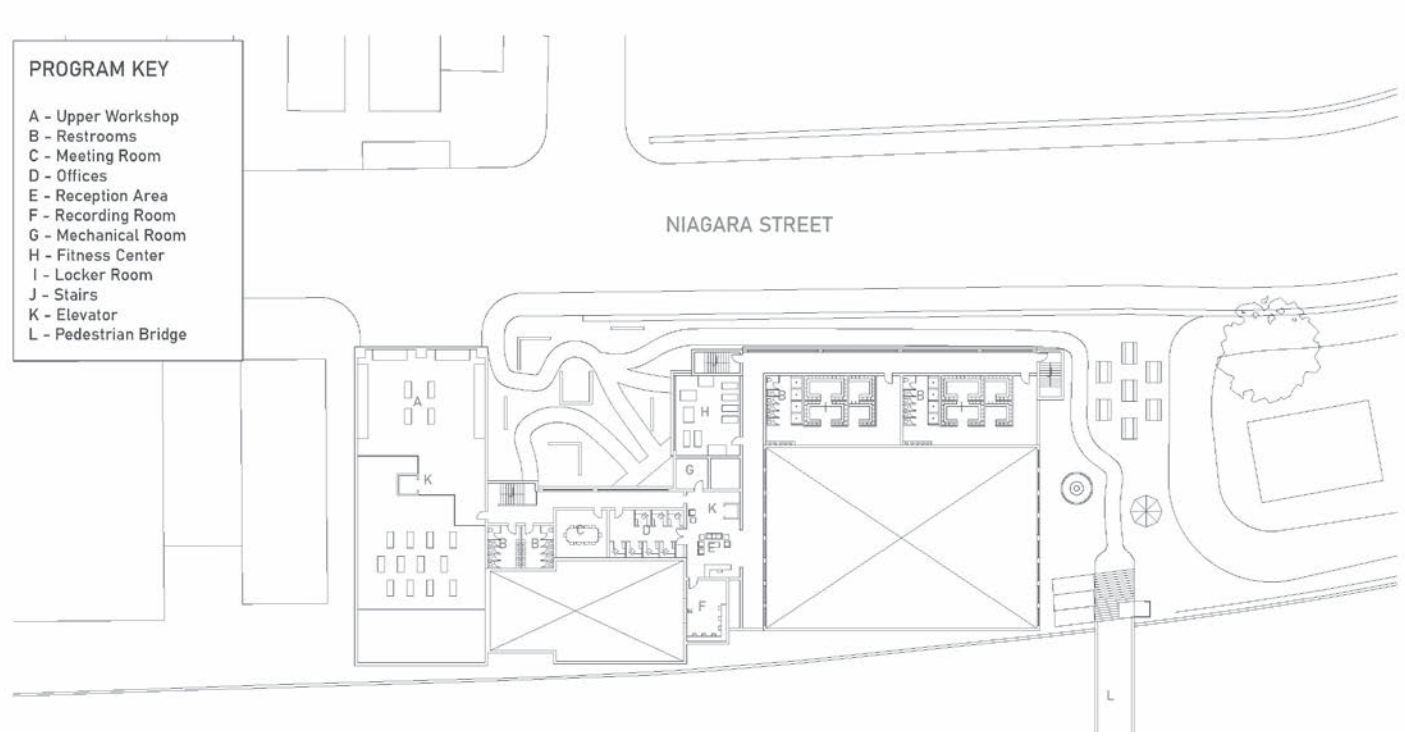 PROGRAM KEY
A - Upper Workshop
B - Restrooms
C - Meeting Room
D - Offices
E - Reception Area
F - Recording Room
G - Mechanical Room
H - Fitness Center
I - Locker Room
J - Stairs
K - Elevator
L - Pedestrian Bridge
NIAGARA STREET
A
H
B
I
B
I
K
G
K
B
B
C
D
E
F
L